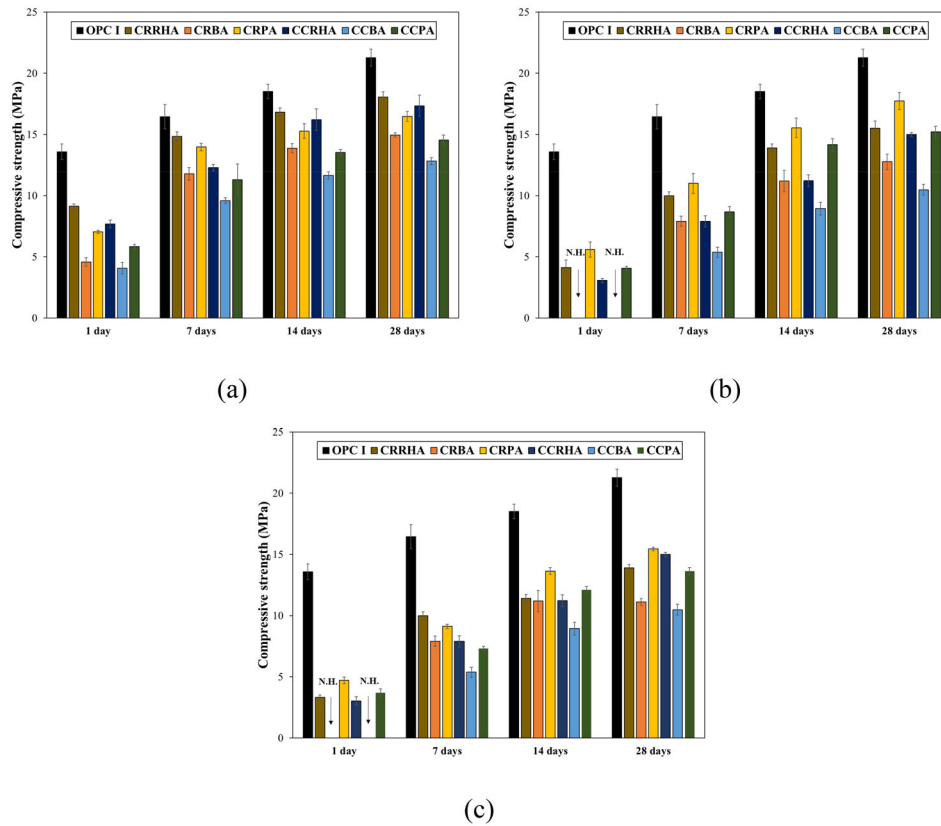 OPC I CRRHA CRBA CRPA CCRHA CCBA CCPA
Compressive strength (MPa)
25
20
15
10
5
0
1 day 7 days 14 days 28 days
(a)
OPC I CRRHA CRBA CRPA CCRHA CCBA CCPA
Compressive strength (MPa)
25
20
15
10
5
0
N.H. N.H.
1 day 7 days 14 days 28 days
(b)
OPC I CRRHA CRBA CRPA CCRHA CCBA CCPA
Compressive strength (MPa)
25
20
15
10
5
0
N.H. N.H.
1 day 7 days 14 days 28 days
(c)